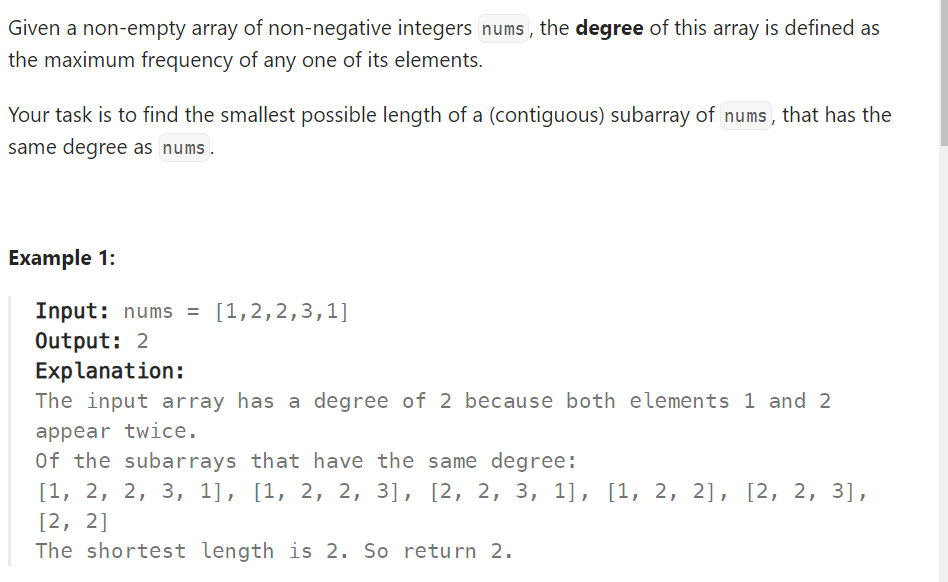 Given a non-empty array of non-negative integers nums, the degree of this array is defined as
the maximum frequency of any one of its elements.
Your task is to find the smallest possible length of a (contiguous) subarray of nums, that has the
same degree as nums.
Example 1:
Input: nums = [1,2,2,3,1]
Output: 2
Explanation:
The input array has a degree of 2 because both elements 1 and 2
appear twice.
Of the subarrays that have the same degree:
[1, 2, 2, 3, 1], [1, 2, 2, 3], [2, 2, 3, 1], [1, 2, 2], [2, 2, 3],
[2, 2]
The shortest length is 2. So return 2.